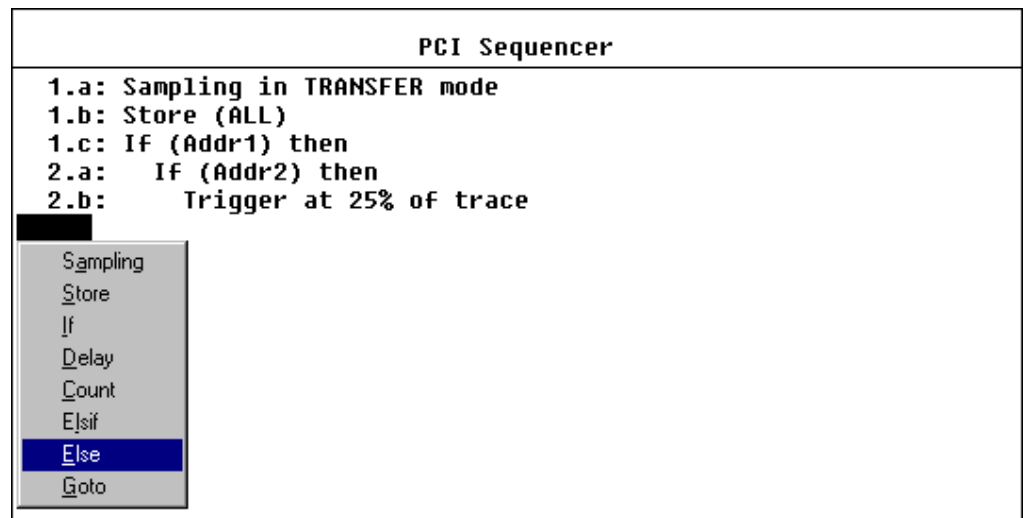 PCI Sequencer
1.a: Sampling in TRANSFER mode
1.b: Store (ALL)
1.c: If (Addr1) then
2.a: If (Addr2) then
2.b: Trigger at 25% of trace
Sampling
Store
If
Delay
Count
Elsif
Else
Goto